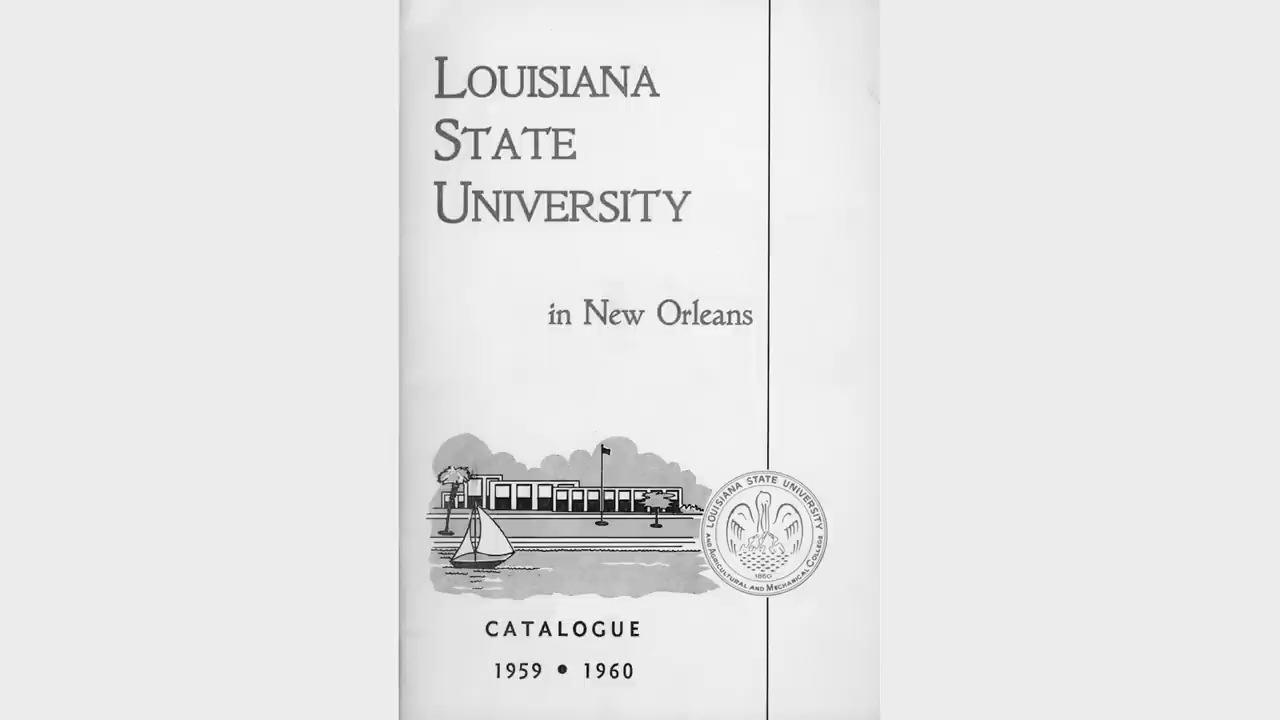 LOUISIANA
STATE
UNIVERSITY
in New Orleans
LOUISIANA STATE UNIVERSITY
AND AGRICULTURAL AND MECHANICAL COLLEGE
1860
CATALOGUE
1959 • 1960